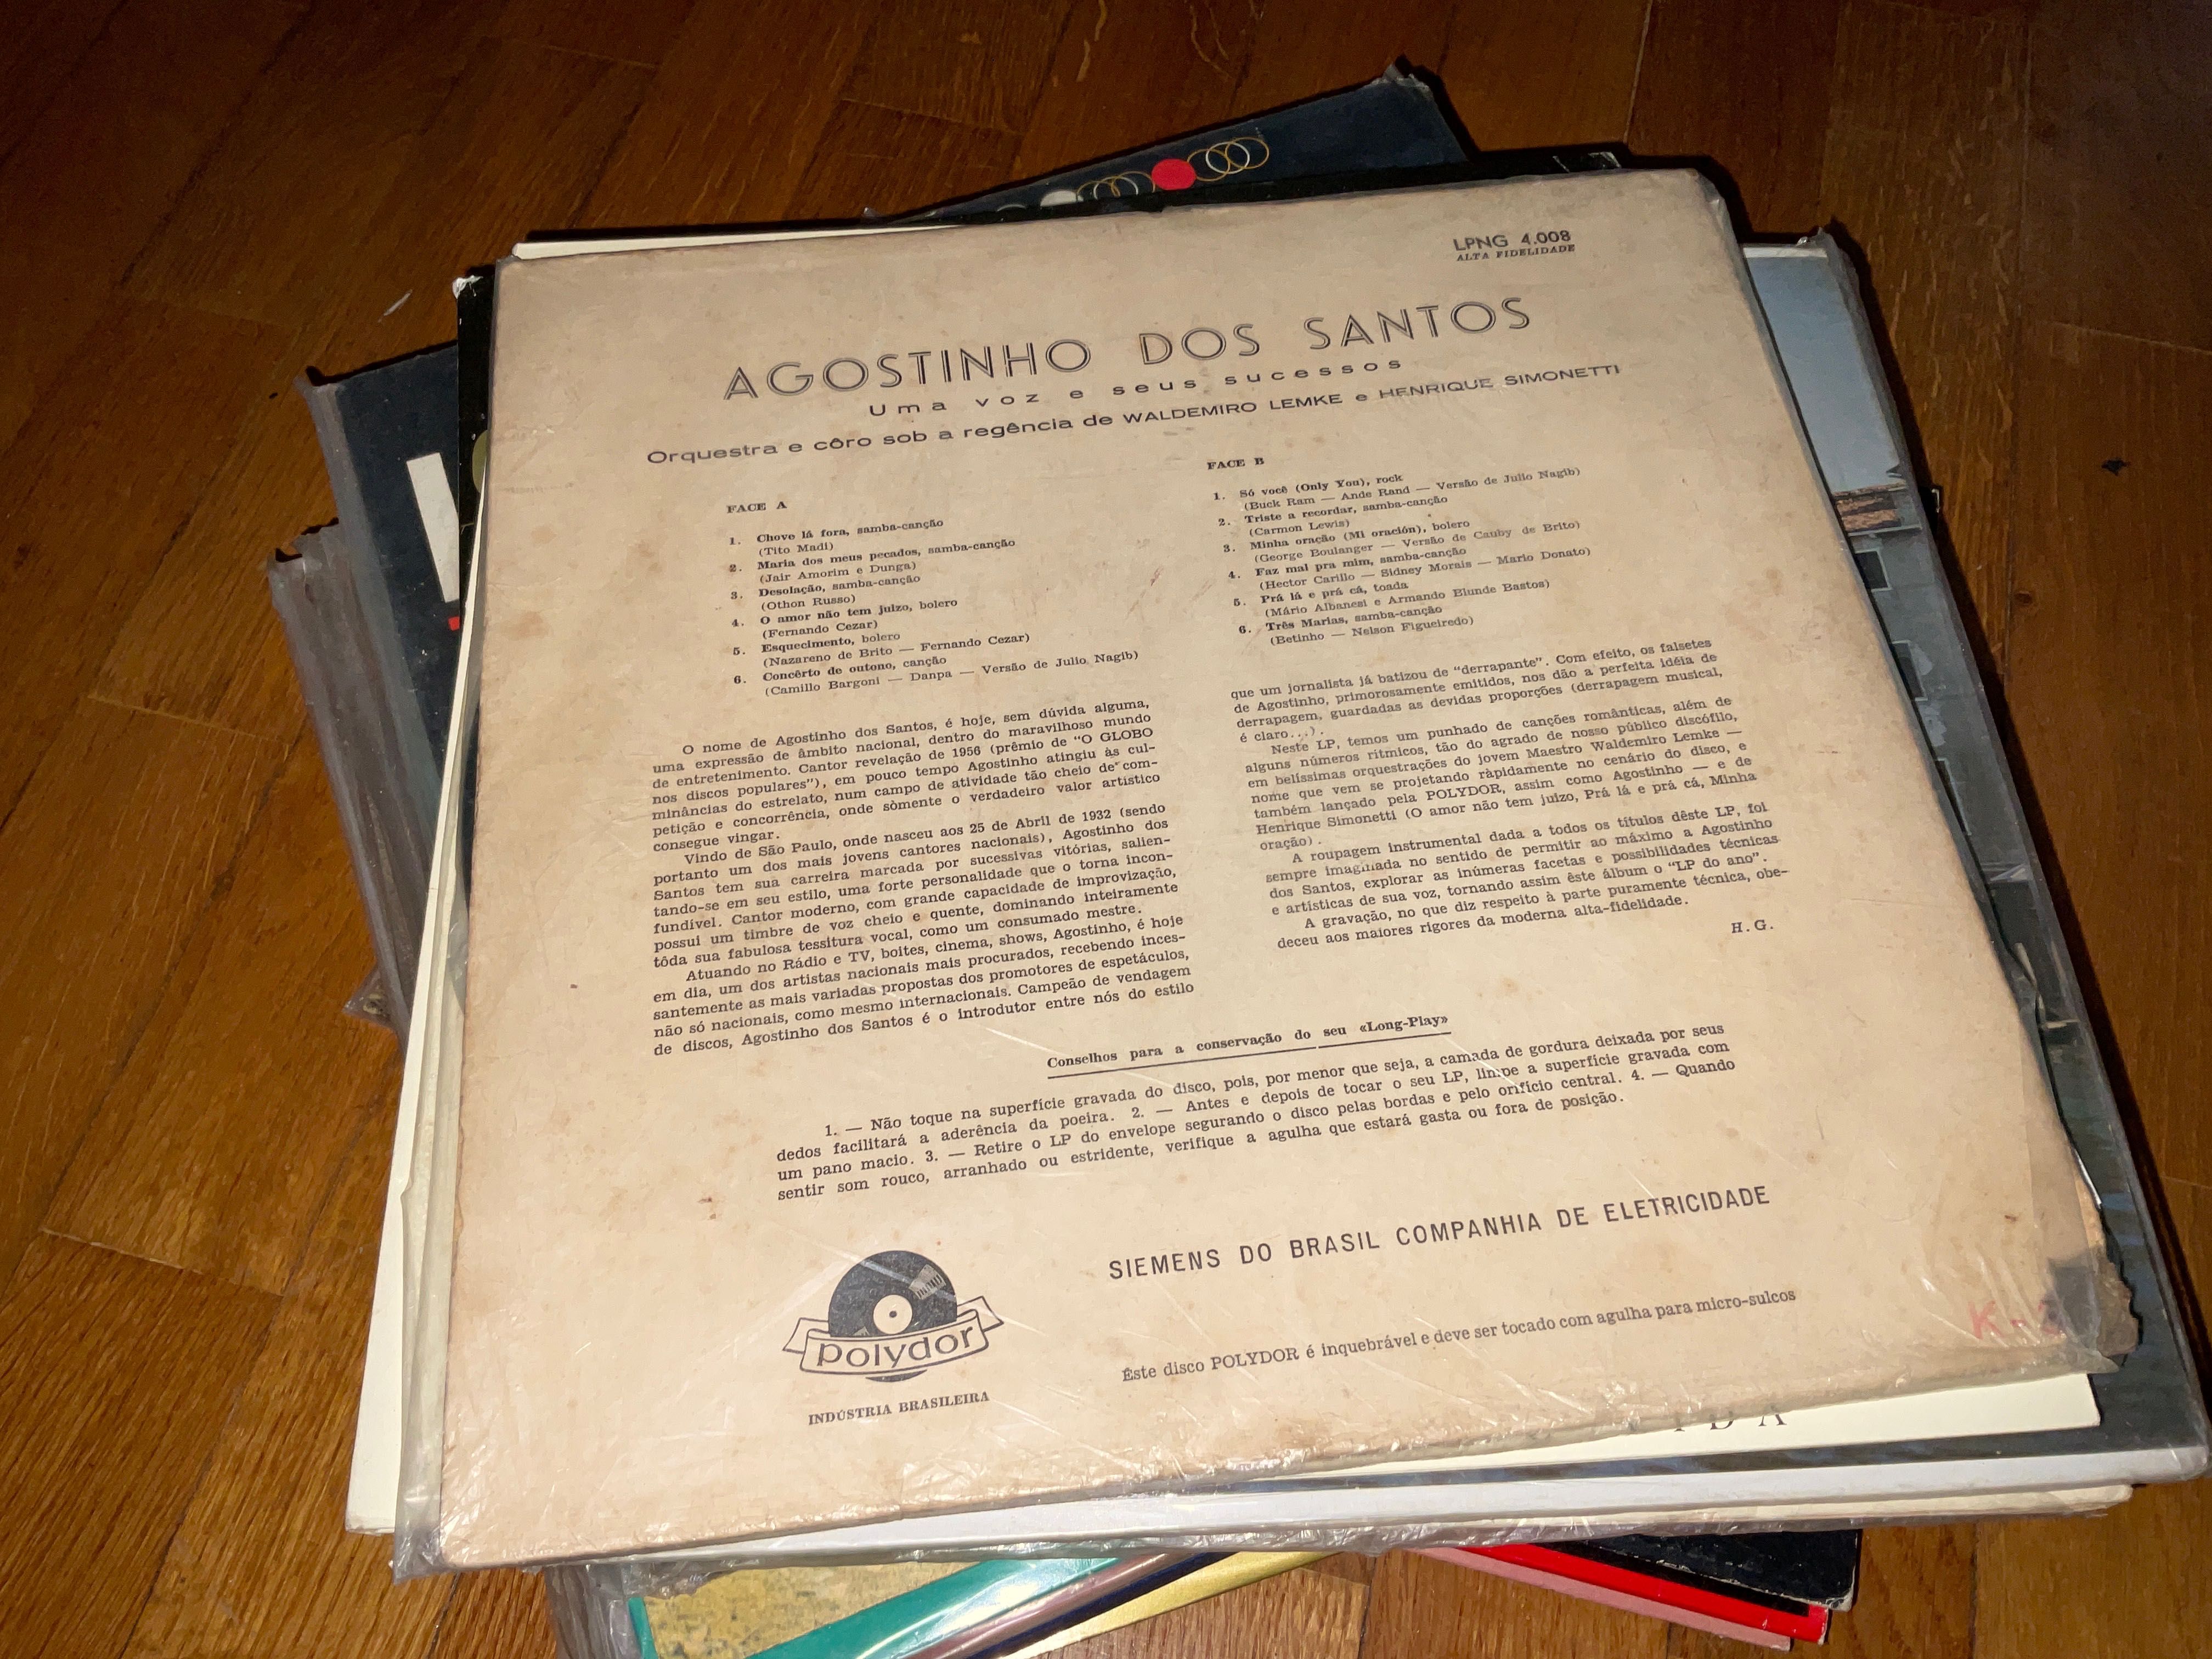 LPNG 4.008
ALTA FIDELIDADE
AGOSTINHO DOS SANTOS
Uma voz e seus sucessos
Orquestra e côro sob a regência de WALDEMIRO LEMKE e HENRIQUE SIMONETTI
FACE A
1. Chove lá fora, samba-canção
(Tito Madi)
2. Maria dos meus pecados, samba-canção
(Jair Amorim e Dunga)
3. Desolação, samba-canção
(Othon Russo)
4. O amor não tem juizo, bolero
(Fernando Cezar)
5. Esquecimento, bolero
(Nazareno de Brito — Fernando Cezar)
6. Concêrto de outono, canção
(Camillo Bargoni — Danpa — Versão de Julio Nagib)
FACE B
1. Só você (Only You), rock
(Buck Ram — Ande Rand — Versão de Julio Nagib)
2. Triste a recordar, samba-canção
(Carmon Lewis)
3. Minha oração (Mi oración), bolero
(George Boulanger — Versão de Cauby de Brito)
4. Faz mal pra mim, samba-canção
(Hector Carillo — Sidney Morais — Mario Donato)
5. Prá lá e prá cá, toada
(Mário Albanesi e Armando Blunde Bastos)
6. Três Marias, samba-canção
(Betinho — Nelson Figueiredo)
O nome de Agostinho dos Santos, é hoje, sem dúvida alguma,
uma expressão de âmbito nacional, dentro do maravilhoso mundo
de entretenimento. Cantor revelação de 1956 (prêmio de "O GLOBO
nos discos populares"), em pouco tempo Agostinho atingiu às cul-
minâncias do estrelato, num campo de atividade tão cheio de com-
petição e concorrência, onde sòmente o verdadeiro valor artístico
consegue vingar.
Vindo de São Paulo, onde nasceu aos 25 de Abril de 1932 (sendo
portanto um dos mais jovens cantores nacionais), Agostinho dos
Santos tem sua carreira marcada por sucessivas vitórias, salien-
tando-se em seu estilo, uma forte personalidade que o torna incon-
fundível. Cantor moderno, com grande capacidade de improvização,
possui um timbre de voz cheio e quente, dominando inteiramente
tôda sua fabulosa tessitura vocal, como um consumado mestre.
Atuando no Rádio e TV, boites, cinema, shows, Agostinho, é hoje
em dia, um dos artistas nacionais mais procurados, recebendo inces-
santemente as mais variadas propostas dos promotores de espetáculos,
não só nacionais, como mesmo internacionais. Campeão de vendagem
de discos, Agostinho dos Santos é o introdutor entre nós do estilo
que um jornalista já batizou de "derrapante". Com efeito, os falsetes
de Agostinho, primorosamente emitidos, nos dão a perfeita idéia de
derrapagem, guardadas as devidas proporções (derrapagem musical,
é claro...).
Neste LP, temos um punhado de canções românticas, além de
alguns números rítmicos, tão do agrado de nosso público discófilo,
em belíssimas orquestrações do jovem Maestro Waldemiro Lemke —
nome que vem se projetando ràpidamente no cenário do disco, e
também lançado pela POLYDOR, assim como Agostinho — e de
Henrique Simonetti (O amor não tem juizo, Prá lá e prá cá, Minha
oração).
A roupagem instrumental dada a todos os títulos dêste LP, foi
sempre imaginada no sentido de permitir ao máximo a Agostinho
dos Santos, explorar as inúmeras facetas e possibilidades técnicas
e artísticas de sua voz, tornando assim êste álbum o "LP do ano".
A gravação, no que diz respeito à parte puramente técnica, obe-
deceu aos maiores rigores da moderna alta-fidelidade.
H.G.
Conselhos para a conservação do seu «Long-Play»
1. — Não toque na superfície gravada do disco, pois, por menor que seja, a camada de gordura deixada por seus
dedos facilitará a aderência da poeira. 2. — Antes e depois de tocar o seu LP, limpe a superfície gravada com
um pano macio. 3. — Retire o LP do envelope segurando o disco pelas bordas e pelo orifício central. 4. — Quando
sentir som rouco, arranhado ou estridente, verifique a agulha que estará gasta ou fora de posição.
polydor
INDÚSTRIA BRASILEIRA
SIEMENS DO BRASIL COMPANHIA DE ELETRICIDADE
Êste disco POLYDOR é inquebrável e deve ser tocado com agulha para micro-sulcos